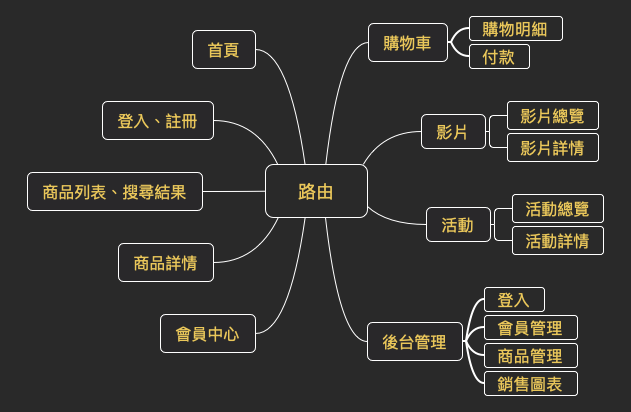 路由
首頁
登入、註冊
商品列表、搜尋結果
商品詳情
會員中心
購物車
購物明細
付款
影片
影片總覽
影片詳情
活動
活動總覽
活動詳情
後台管理
登入
會員管理
商品管理
銷售圖表